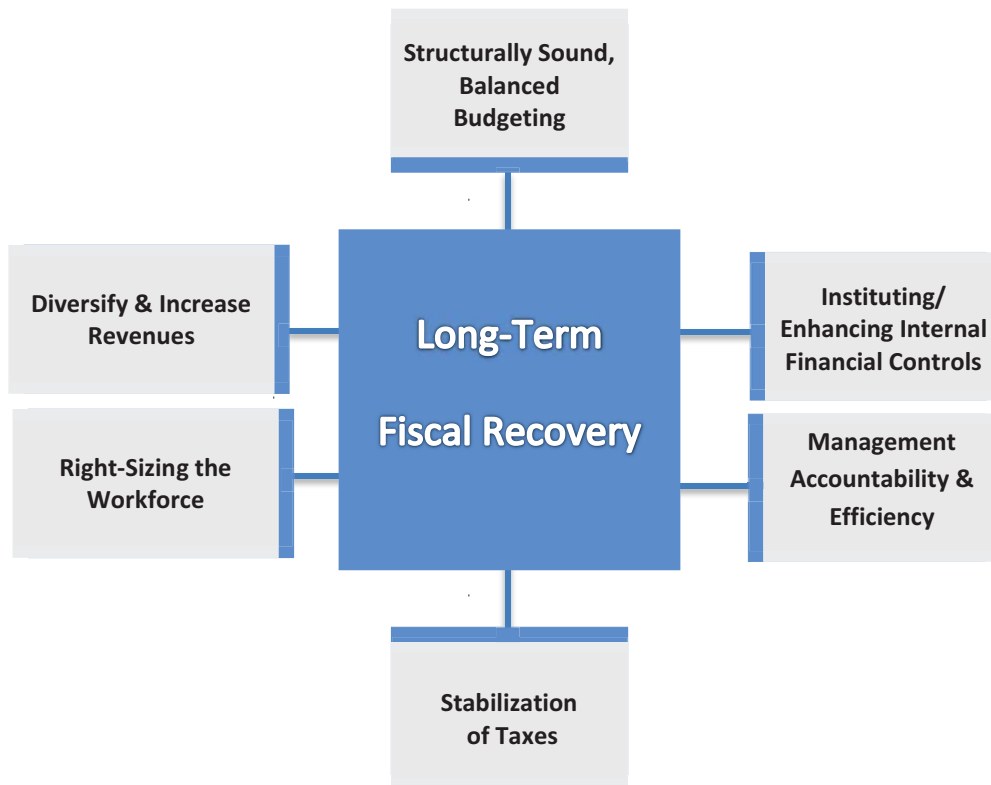 Structurally Sound,
Balanced
Budgeting
Diversify & Increase
Revenues
Long-Term
Fiscal Recovery
Instituting/
Enhancing Internal
Financial Controls
Right-Sizing the
Workforce
Management
Accountability &
Efficiency
Stabilization
of Taxes